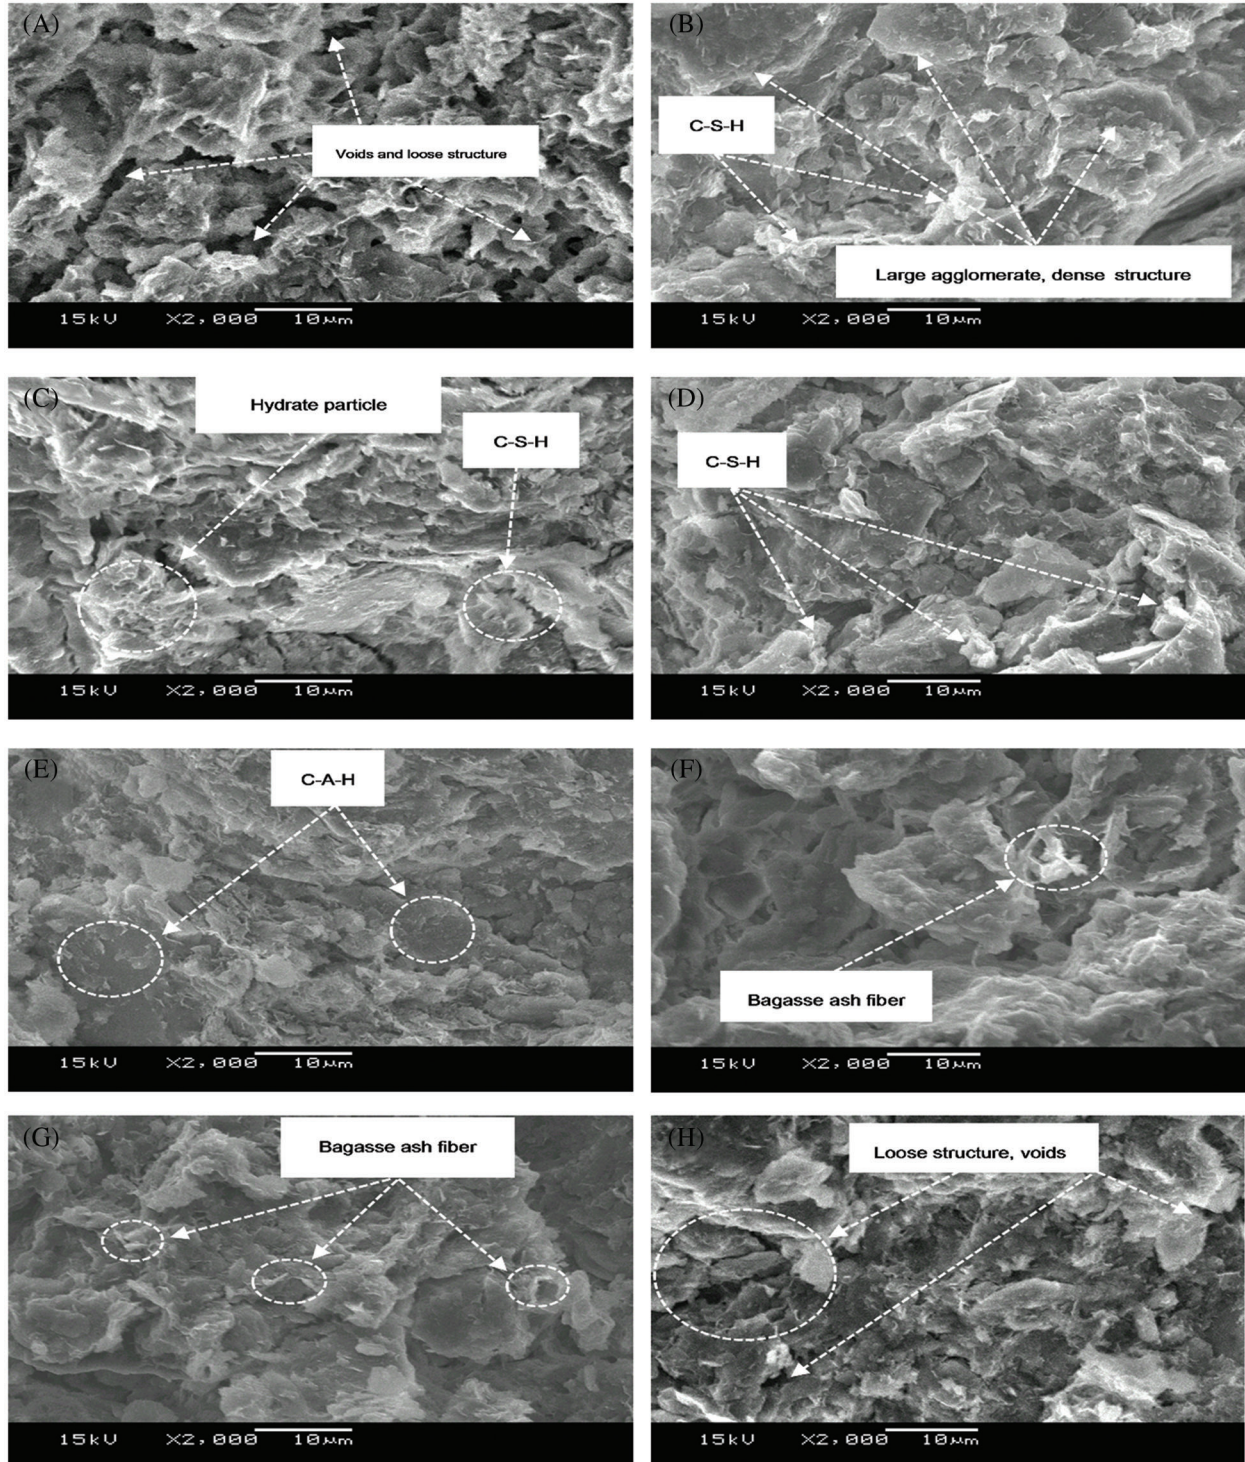 (A)
Voids and loose structure
15kV X2,000 10μm
(B)
C-S-H
Large agglomerate, dense structure
15kV X2,000 10μm
(C)
Hydrate particle
C-S-H
15kV X2,000 10μm
(D)
C-S-H
15kV X2,000 10μm
(E)
C-A-H
15kV X2,000 10μm
(F)
Bagasse ash fiber
15kV X2,000 10μm
(G)
Bagasse ash fiber
15kV X2,000 10μm
(H)
Loose structure, voids
15kV X2,000 10μm